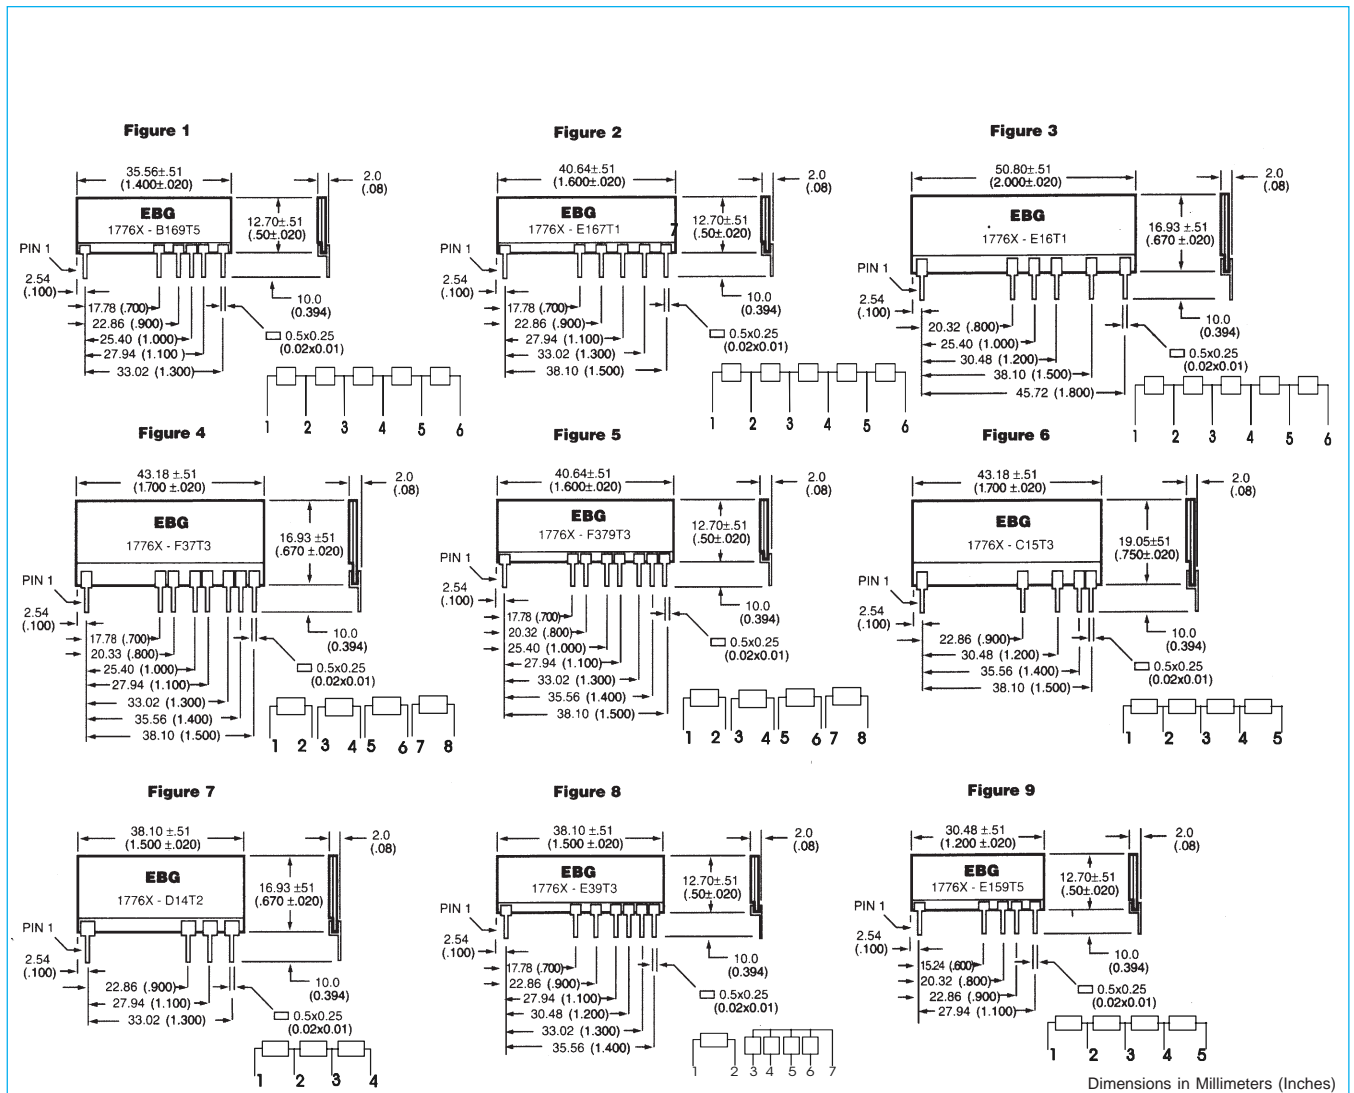 Figure 1
35.56±.51
(1.400±.020)
2.0
(.08)
EBG
1776X - B169T5
12.70±.51
(.50±.020)
PIN 1
2.54
(.100)
10.0
(0.394)
17.78 (.700)
22.86 (.900)
25.40 (1.000)
27.94 (1.100)
33.02 (1.300)
0.5x0.25
(0.02x0.01)
1 2 3 4 5 6
Figure 2
40.64±.51
(1.600±.020)
2.0
(.08)
EBG
1776X - E167T1
7
12.70±.51
(.50±.020)
PIN 1
2.54
(.100)
10.0
(0.394)
17.78 (.700)
22.86 (.900)
27.94 (1.100)
33.02 (1.300)
38.10 (1.500)
0.5x0.25
(0.02x0.01)
1 2 3 4 5 6
Figure 3
50.80±.51
(2.000±.020)
2.0
(.08)
EBG
1776X - E16T1
16.93 ±.51
(.670 ±.020)
PIN 1
2.54
(.100)
10.0
(0.394)
20.32 (.800)
25.40 (1.000)
30.48 (1.200)
38.10 (1.500)
45.72 (1.800)
0.5x0.25
(0.02x0.01)
1 2 3 4 5 6
Figure 4
43.18 ±.51
(1.700 ±.020)
2.0
(.08)
EBG
1776X - F37T3
16.93 ±51
(.670 ±.020)
PIN 1
2.54
(.100)
10.0
(0.394)
17.78 (.700)
20.33 (.800)
25.40 (1.000)
27.94 (1.100)
33.02 (1.300)
35.56 (1.400)
38.10 (1.500)
0.5x0.25
(0.02x0.01)
1 2 3 4 5 6 7 8
Figure 5
40.64±.51
(1.600±.020)
2.0
(.08)
EBG
1776X - F379T3
12.70±.51
(.50±.020)
PIN 1
2.54
(.100)
10.0
(0.394)
17.78 (.700)
20.32 (.800)
25.40 (1.000)
27.94 (1.100)
33.02 (1.300)
35.56 (1.400)
38.10 (1.500)
0.5x0.25
(0.02x0.01)
1 2 3 4 5 6 7 8
Figure 6
43.18 ±.51
(1.700 ±.020)
2.0
(.08)
EBG
1776X - C15T3
19.05±51
(.750±.020)
PIN 1
2.54
(.100)
10.0
(0.394)
22.86 (.900)
30.48 (1.200)
35.56 (1.400)
38.10 (1.500)
0.5x0.25
(0.02x0.01)
1 2 3 4 5
Figure 7
38.10 ±.51
(1.500 ±.020)
2.0
(.08)
EBG
1776X - D14T2
16.93 ±51
(.670 ±.020)
PIN 1
2.54
(.100)
10.0
(0.394)
22.86 (.900)
27.94 (1.100)
33.02 (1.300)
0.5x0.25
(0.02x0.01)
1 2 3 4
Figure 8
38.10 ±.51
(1.500 ±.020)
2.0
(.08)
EBG
1776X - E39T3
12.70±.51
(.50±.020)
PIN 1
2.54
(.100)
10.0
(0.394)
17.78 (.700)
22.86 (.900)
27.94 (1.100)
30.48 (1.200)
33.02 (1.300)
35.56 (1.400)
0.5x0.25
(0.02x0.01)
1 2 3 4 5 6 7
Figure 9
30.48 ±.51
(1.200 ±.020)
2.0
(.08)
EBG
1776X - E159T5
12.70±.51
(.50±.020)
PIN 1
2.54
(.100)
10.0
(0.394)
15.24 (.600)
20.32 (.800)
22.86 (.900)
27.94 (1.100)
0.5x0.25
(0.02x0.01)
1 2 3 4 5
Dimensions in Millimeters (Inches)